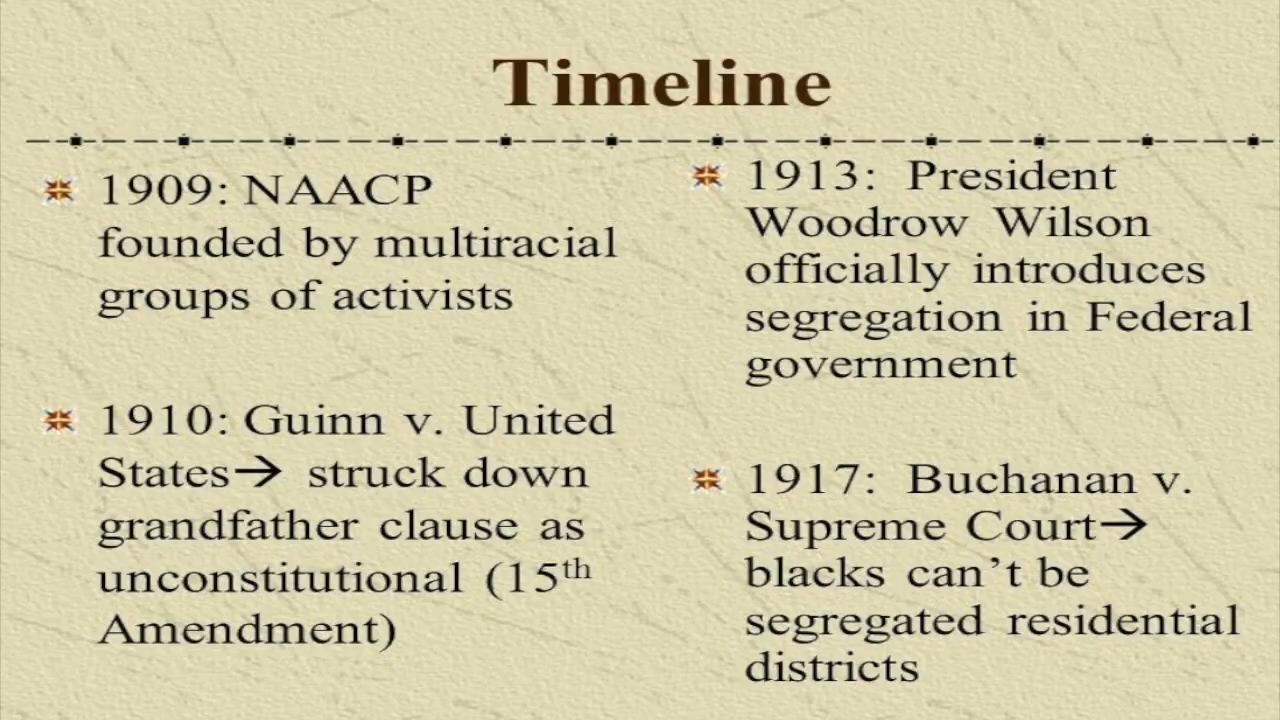 Timeline
1909: NAACP
founded by multiracial
groups of activists
1910: Guinn v. United
States→ struck down
grandfather clause as
unconstitutional (15th
Amendment)
1913: President
Woodrow Wilson
officially introduces
segregation in Federal
government
1917: Buchanan v.
Supreme Court→
blacks can't be
segregated residential
districts